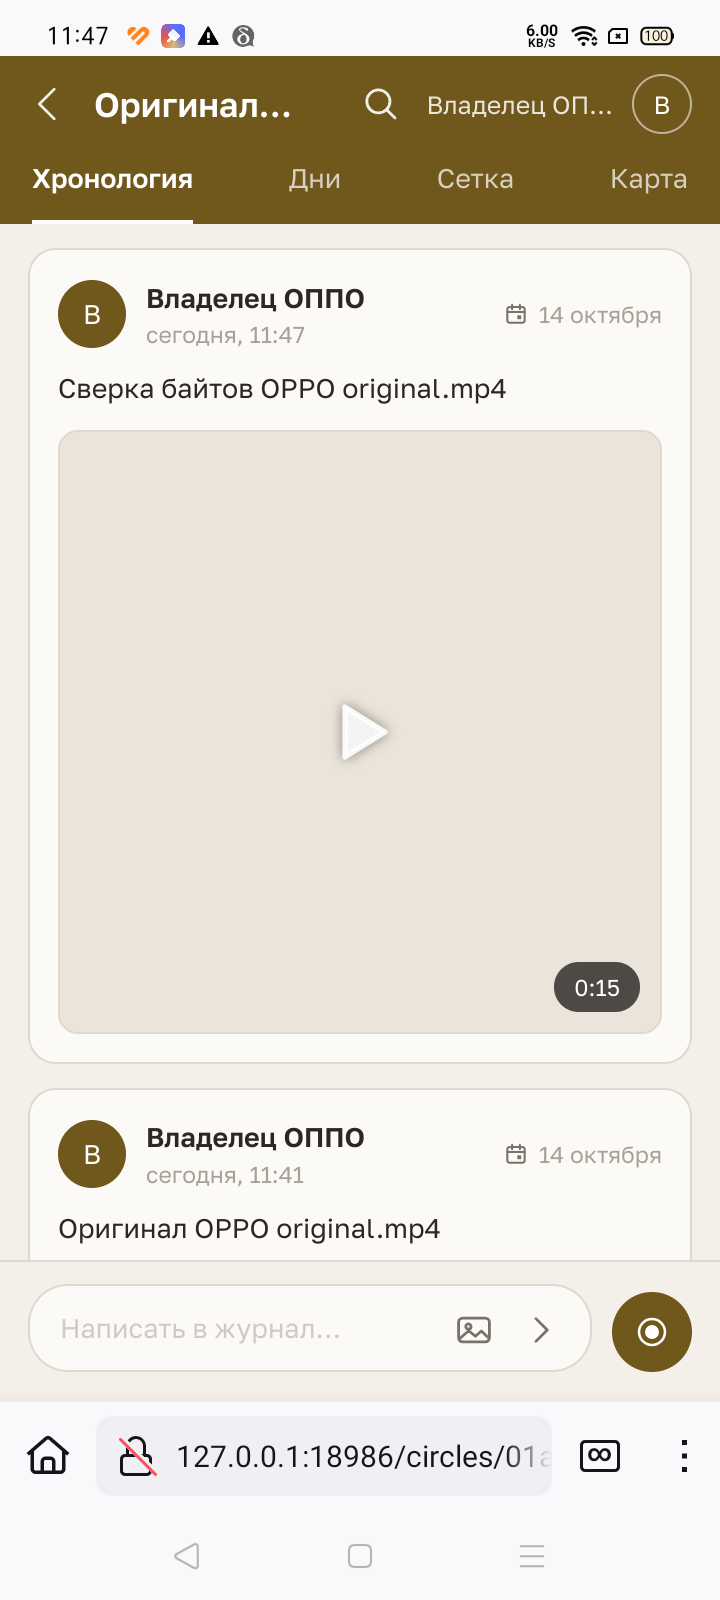 11:47
6.00 KB/S
100
Оригинал...
Владелец ОП...
В
Хронология
Дни
Сетка
Карта
В
Владелец ОППО
сегодня, 11:47
14 октября
Сверка байтов OPPO original.mp4
0:15
В
Владелец ОППО
сегодня, 11:41
14 октября
Оригинал OPPO original.mp4
Написать в журнал...
127.0.0.1:18986/circles/01a